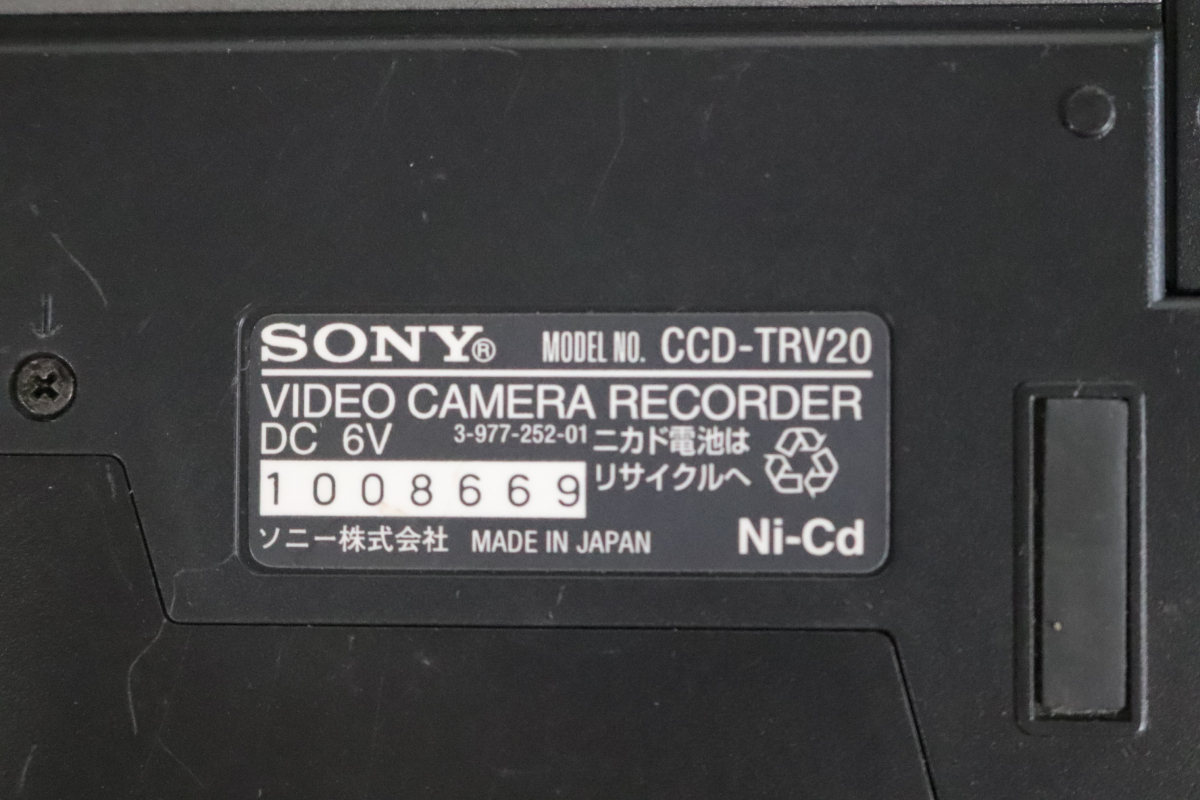 SONY® MODEL NO. CCD-TRV20
VIDEO CAMERA RECORDER
DC 6V 3-977-252-01
ニカド電池は
リサイクルへ
1008669
Ni-Cd
ソニー株式会社 MADE IN JAPAN